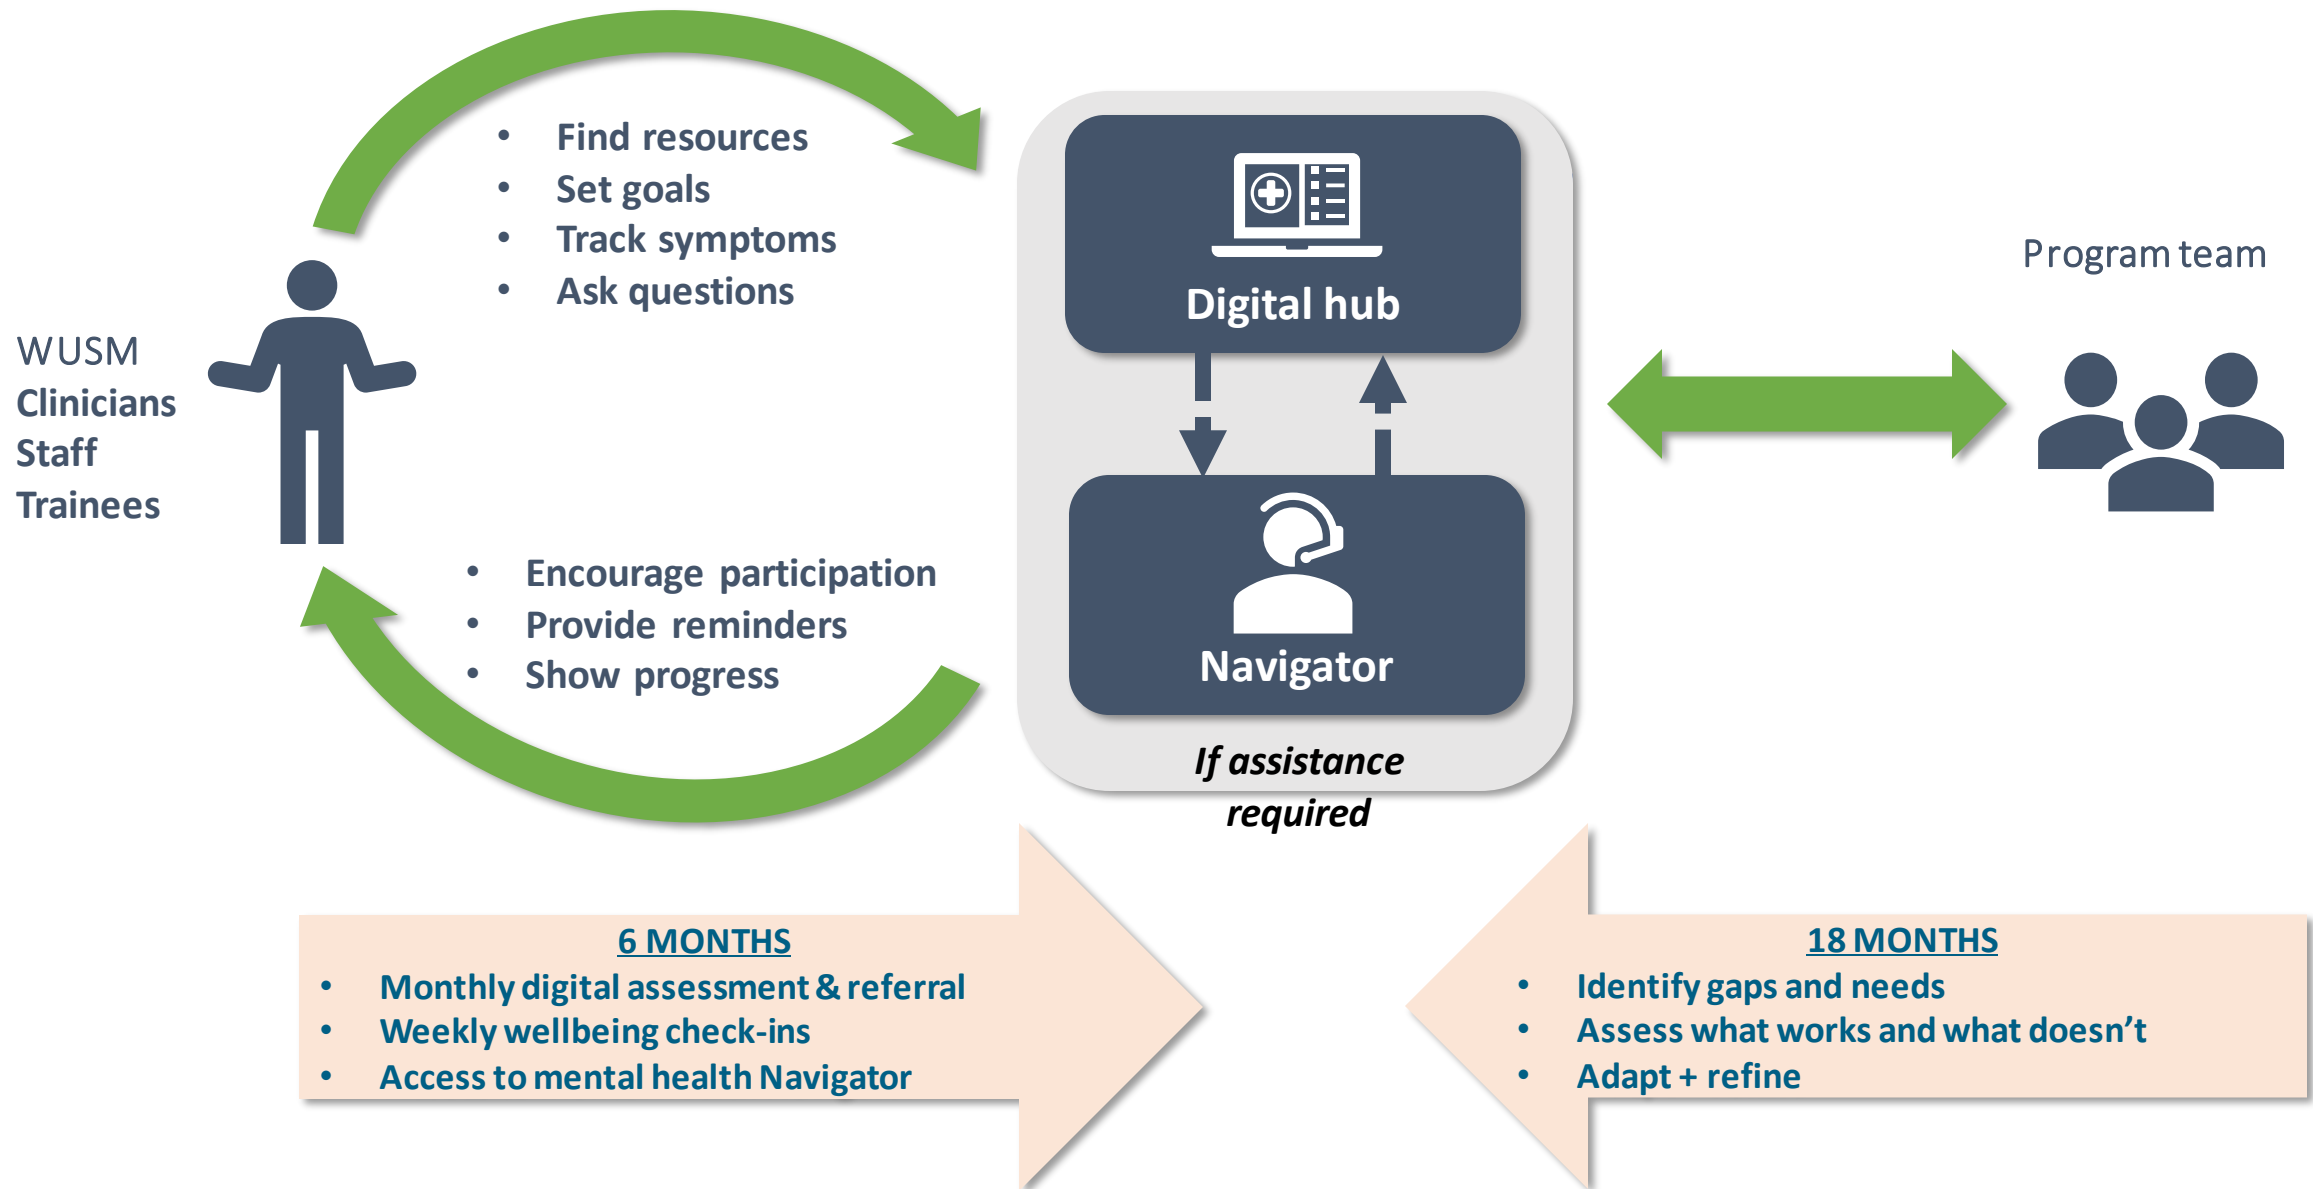 • Find resources
• Set goals
• Track symptoms
• Ask questions
WUSM
Clinicians
Staff
Trainees
• Encourage participation
• Provide reminders
• Show progress
Digital hub
Navigator
If assistance
required
Program team
6 MONTHS
• Monthly digital assessment & referral
• Weekly wellbeing check-ins
• Access to mental health Navigator
18 MONTHS
• Identify gaps and needs
• Assess what works and what doesn’t
• Adapt + refine